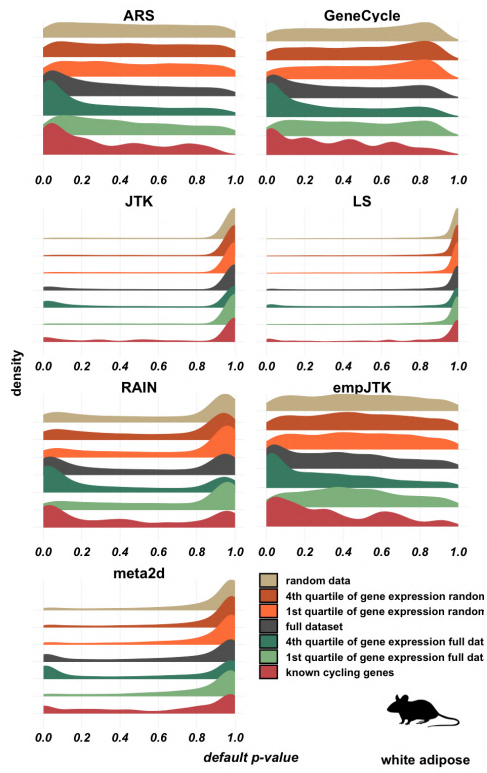 ARS
GeneCycle
0.0 0.2 0.4 0.6 0.8 1.0
0.0 0.2 0.4 0.6 0.8 1.0
JTK
LS
0.0 0.2 0.4 0.6 0.8 1.0
0.0 0.2 0.4 0.6 0.8 1.0
density
RAIN
empJTK
0.0 0.2 0.4 0.6 0.8 1.0
0.0 0.2 0.4 0.6 0.8 1.0
meta2d
random data
4th quartile of gene expression random
1st quartile of gene expression random
full dataset
4th quartile of gene expression full dat
1st quartile of gene expression full dat
known cycling genes
0.0 0.2 0.4 0.6 0.8 1.0
default p-value
white adipose